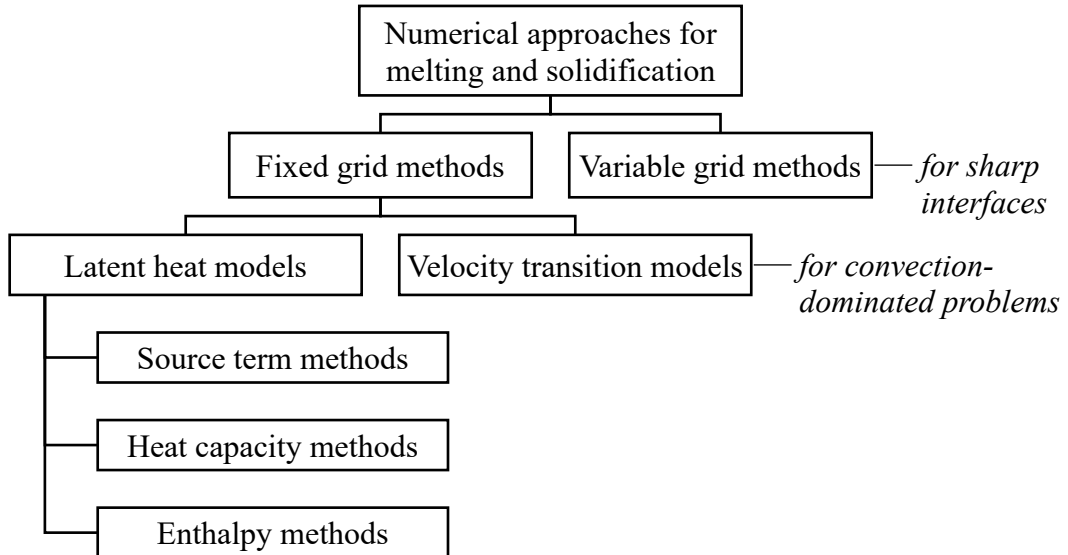 Numerical approaches for
melting and solidification
Fixed grid methods
Variable grid methods
for sharp
interfaces
Latent heat models
Velocity transition models
for convection-
dominated problems
Source term methods
Heat capacity methods
Enthalpy methods